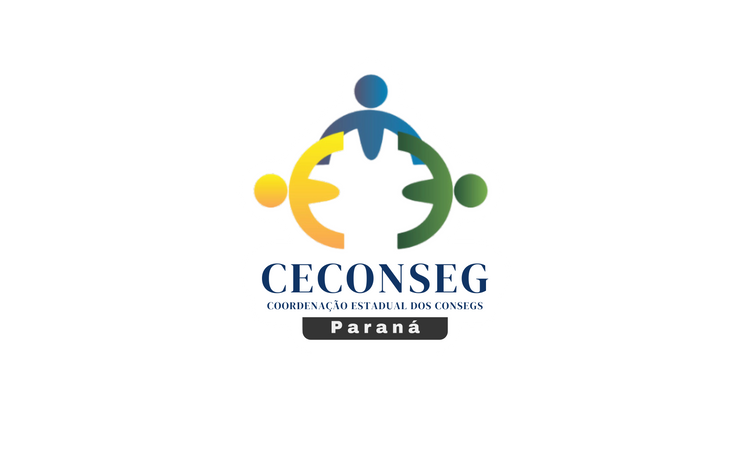 CECONSEG
COORDENAÇÃO ESTADUAL DOS CONSEGS
Paraná